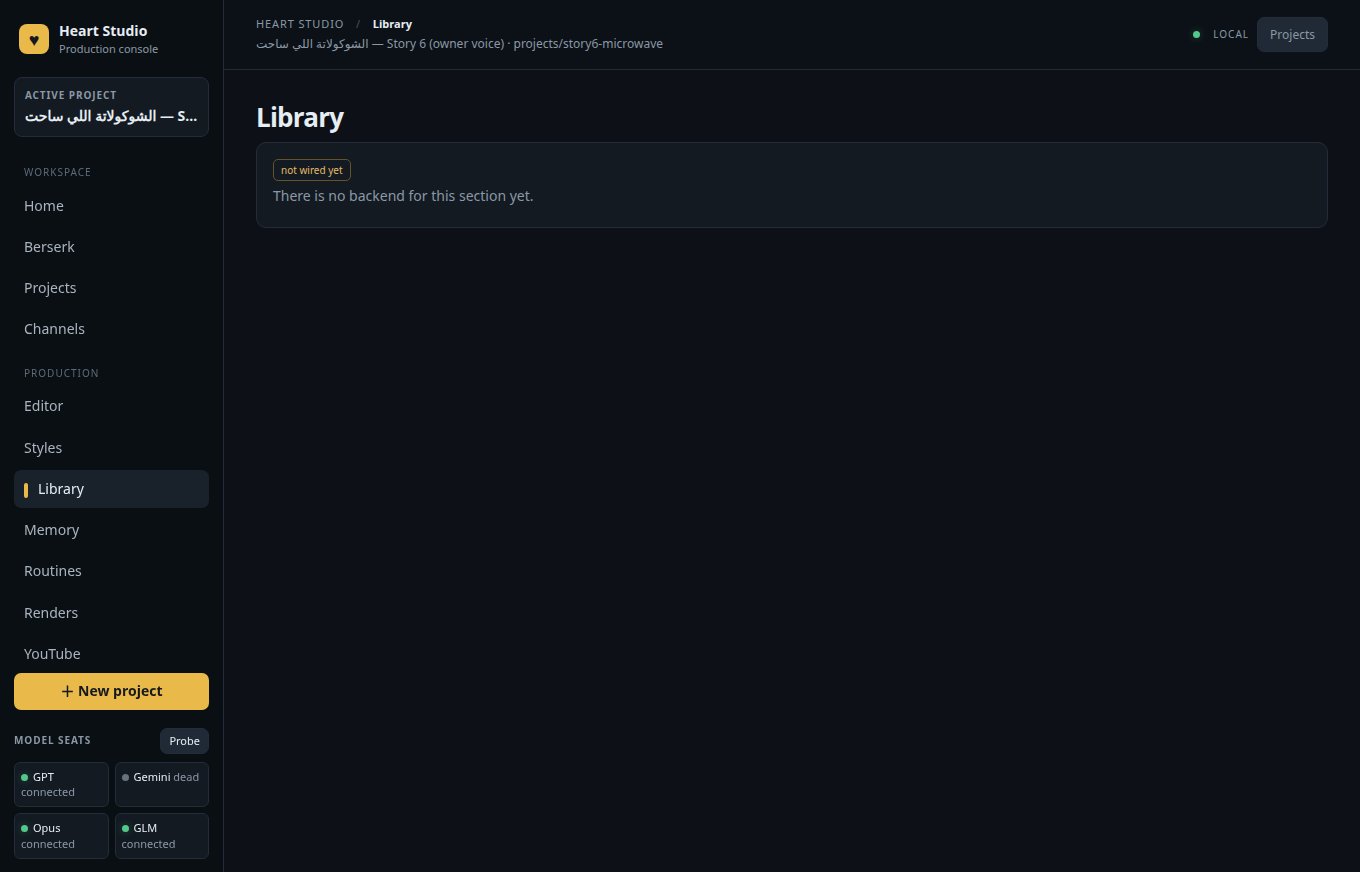 Heart Studio
Production console
ACTIVE PROJECT
الشوكولاتة اللي ساحت — S...
WORKSPACE
Home
Berserk
Projects
Channels
PRODUCTION
Editor
Styles
Library
Memory
Routines
Renders
YouTube
+ New project
MODEL SEATS
Probe
GPT
connected
Gemini dead
Opus
connected
GLM
connected
HEART STUDIO / Library
الشوكولاتة اللي ساحت — Story 6 (owner voice) · projects/story6-microwave
LOCAL
Projects
Library
not wired yet
There is no backend for this section yet.